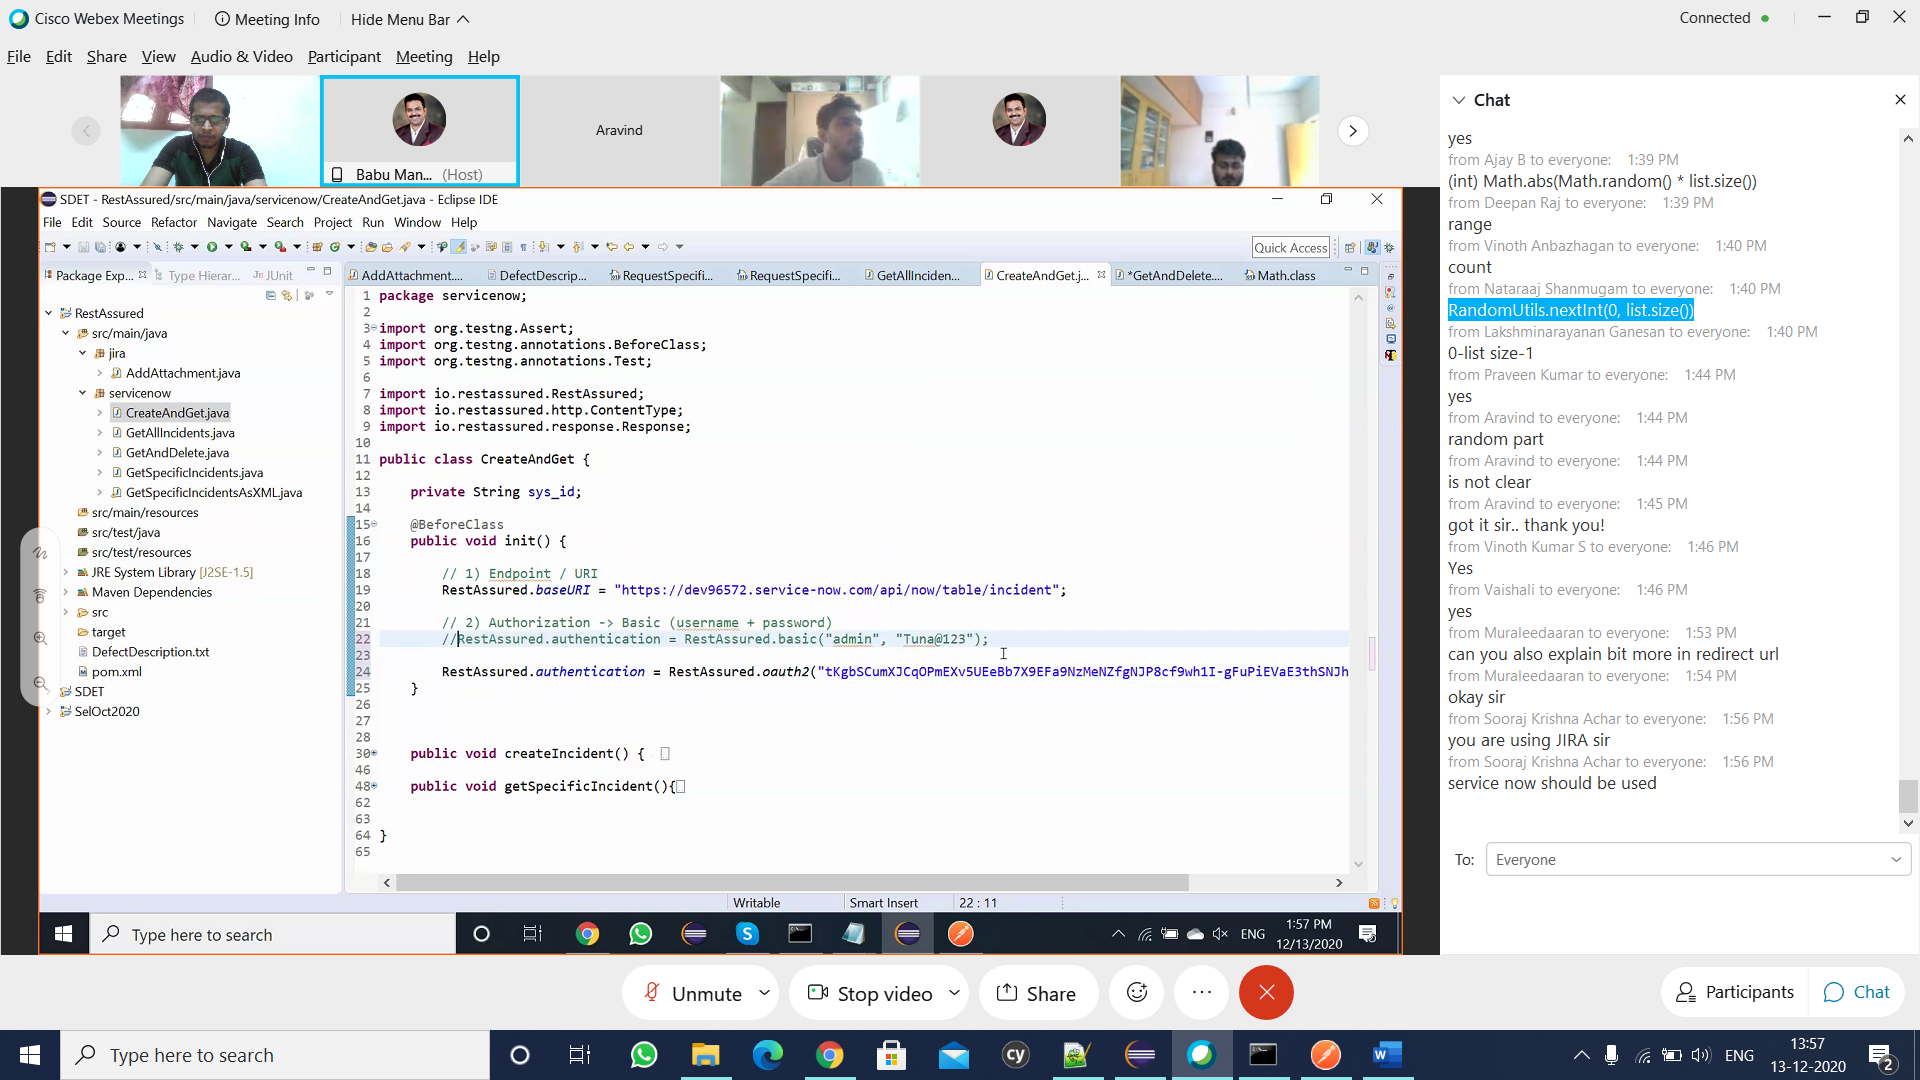 Cisco Webex Meetings
Meeting Info
Hide Menu Bar
Connected
File Edit Share View Audio & Video Participant Meeting Help
Babu Man... (Host)
Aravind
SDET - RestAssured/src/main/java/servicenow/CreateAndGet.java - Eclipse IDE
File Edit Source Refactor Navigate Search Project Run Window Help
Quick Access
Package Exp...
Type Hierar...
JUnit
AddAttachment....
DefectDescrip...
RequestSpecifi...
RequestSpecifi...
GetAllInciden...
CreateAndGet.j...
*GetAndDelete....
Math.class
RestAssured
src/main/java
jira
AddAttachment.java
servicenow
CreateAndGet.java
GetAllIncidents.java
GetAndDelete.java
GetSpecificIncidents.java
GetSpecificIncidentsAsXML.java
src/main/resources
src/test/java
src/test/resources
JRE System Library [J2SE-1.5]
Maven Dependencies
src
target
DefectDescription.txt
pom.xml
SDET
SelOct2020
1 package servicenow;
2
3 import org.testng.Assert;
4 import org.testng.annotations.BeforeClass;
5 import org.testng.annotations.Test;
6
7 import io.restassured.RestAssured;
8 import io.restassured.http.ContentType;
9 import io.restassured.response.Response;
10
11 public class CreateAndGet {
12
13 private String sys_id;
14
15 @BeforeClass
16 public void init() {
17
18 // 1) Endpoint / URI
19 RestAssured.baseURI = "https://dev96572.service-now.com/api/now/table/incident";
20
21 // 2) Authorization -> Basic (username + password)
22 //RestAssured.authentication = RestAssured.basic("admin", "Tuna@123");
23
24 RestAssured.authentication = RestAssured.oauth2("tKgbSCumXJCqOPmEXv5UEeBb7X9EFa9NzMeNZfgNJP8cf9wh1I-gFuPiEVaE3thSNJh
25 }
26
27
28
30 public void createIncident() {
46
48 public void getSpecificIncident(){
62
63
64 }
65
Writable
Smart Insert
22 : 11
Type here to search
ENG
1:57 PM
12/13/2020
Chat
yes
from Ajay B to everyone: 1:39 PM
(int) Math.abs(Math.random() * list.size())
from Deepan Raj to everyone: 1:39 PM
range
from Vinoth Anbazhagan to everyone: 1:40 PM
count
from Nataraaj Shanmugam to everyone: 1:40 PM
RandomUtils.nextInt(0, list.size())
from Lakshminarayanan Ganesan to everyone: 1:40 PM
0-list size-1
from Praveen Kumar to everyone: 1:44 PM
yes
from Aravind to everyone: 1:44 PM
random part
from Aravind to everyone: 1:44 PM
is not clear
from Aravind to everyone: 1:45 PM
got it sir.. thank you!
from Vinoth Kumar S to everyone: 1:46 PM
Yes
from Vaishali to everyone: 1:46 PM
yes
from Muraleedaaran to everyone: 1:53 PM
can you also explain bit more in redirect url
from Muraleedaaran to everyone: 1:54 PM
okay sir
from Sooraj Krishna Achar to everyone: 1:56 PM
you are using JIRA sir
from Sooraj Krishna Achar to everyone: 1:56 PM
service now should be used
To: Everyone
Unmute
Stop video
Share
Participants
Chat
Type here to search
cy
ENG
13:57
13-12-2020
2